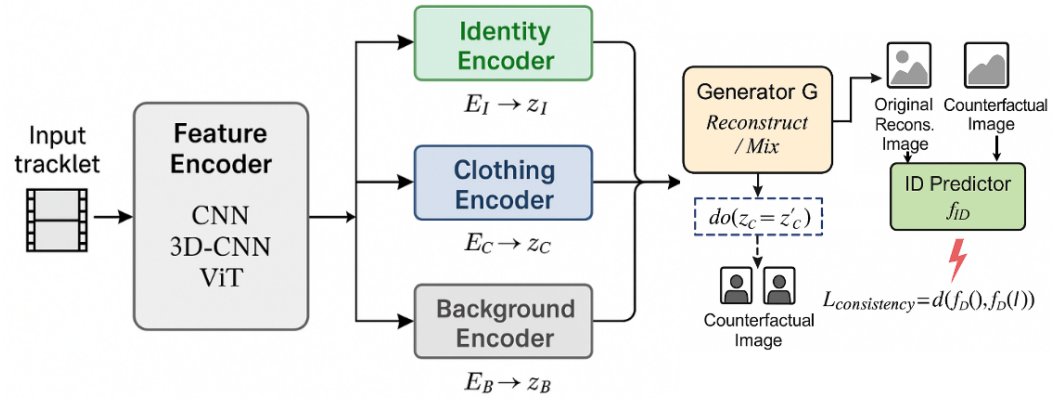 Input
tracklet
Feature
Encoder
CNN
3D-CNN
ViT
Identity
Encoder
E_I → z_I
Clothing
Encoder
E_C → z_C
Background
Encoder
E_B → z_B
Generator G
Reconstruct
/ Mix
do(z_C = z'_C)
Counterfactual
Image
Original
Recons.
Image
Counterfactual
Image
ID Predictor
f_ID
L_consistency = d(f_D(), f_D(l))